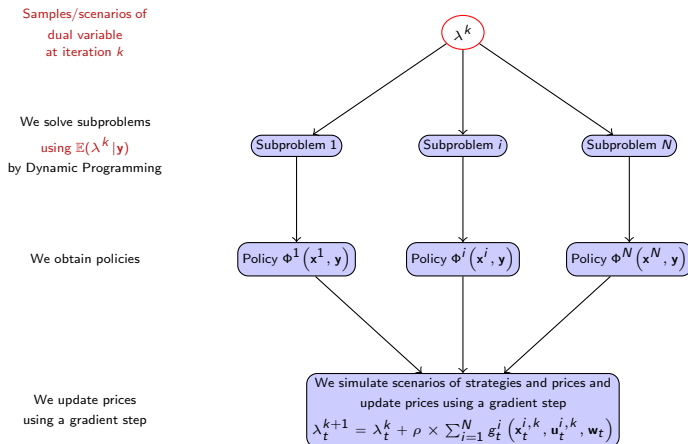 Samples/scenarios of
dual variable
at iteration k
λ^k
We solve subproblems
using 𝔼(λ^k | y)
by Dynamic Programming
Subproblem 1
Subproblem i
Subproblem N
We obtain policies
Policy Φ^1(x^1, y)
Policy Φ^i(x^i, y)
Policy Φ^N(x^N, y)
We update prices
using a gradient step
We simulate scenarios of strategies and prices and
update prices using a gradient step
λ_t^{k+1} = λ_t^k + ρ × ∑_{i=1}^N g_t^i (x_t^{i,k}, u_t^{i,k}, w_t)